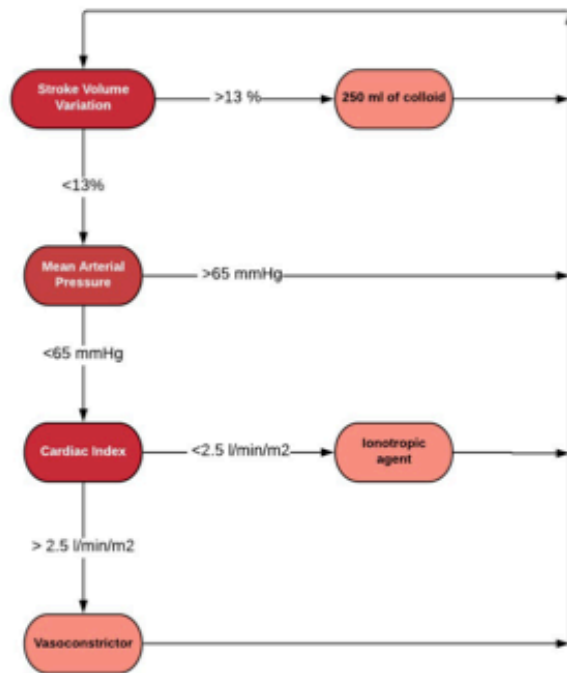 Stroke Volume
Variation
>13 %
250 ml of colloid
<13%
Mean Arterial
Pressure
>65 mmHg
<65 mmHg
Cardiac Index
<2.5 l/min/m2
Ionotropic
agent
> 2.5 l/min/m2
Vasoconstrictor